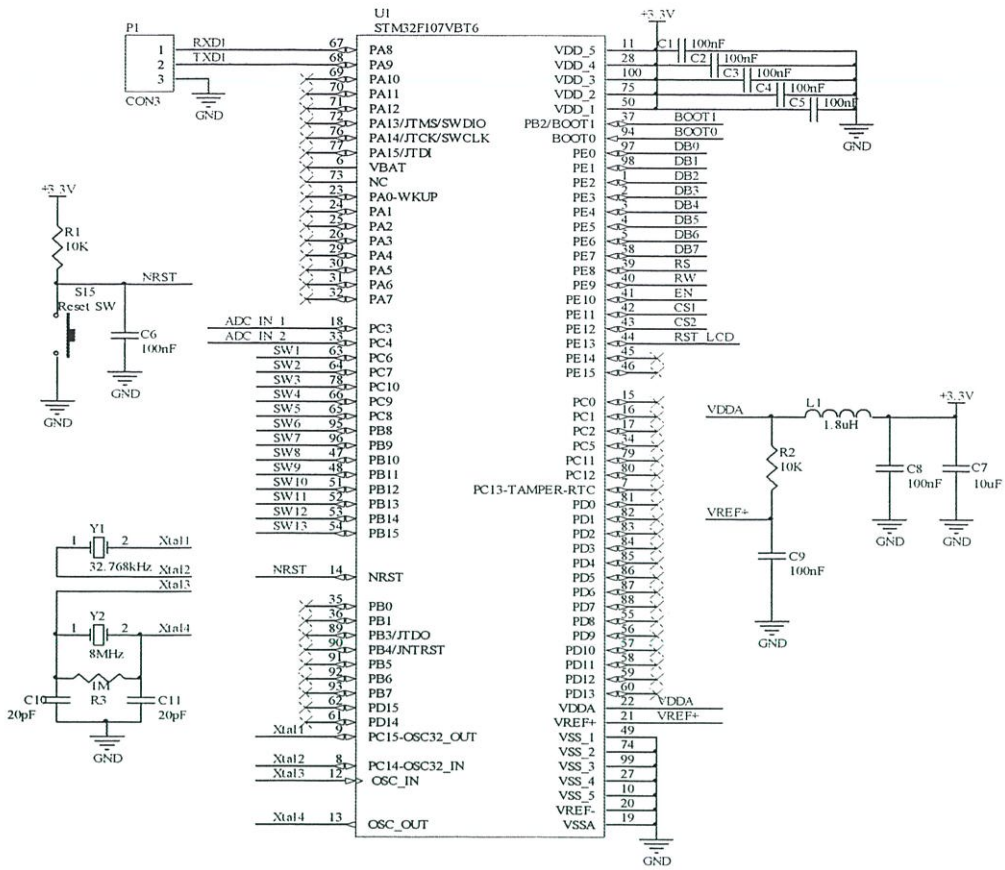 P1
1
2
3
CON3
RXD1
TXD1
GND
U1
STM32F107VBT6
67 PA8
68 PA9
69 PA10
70 PA11
71 PA12
72 PA13/JTMS/SWDIO
76 PA14/JTCK/SWCLK
77 PA15/JTDI
6 VBAT
73 NC
23 PA0-WKUP
24 PA1
25 PA2
26 PA3
29 PA4
30 PA5
31 PA6
32 PA7
ADC_IN_1 18 PC3
ADC_IN_2 33 PC4
SW1 63 PC6
SW2 64 PC7
SW3 78 PC10
SW4 66 PC9
SW5 65 PC8
SW6 95 PB8
SW7 96 PB9
SW8 47 PB10
SW9 48 PB11
SW10 51 PB12
SW11 52 PB13
SW12 53 PB14
SW13 54 PB15
NRST 14 NRST
35 PB0
36 PB1
89 PB3/JTDO
90 PB4/JNTRST
91 PB5
92 PB6
93 PB7
62 PD15
61 PD14
Xtal1 9 PC15-OSC32_OUT
Xtal2 8 PC14-OSC32_IN
Xtal3 12 OSC_IN
Xtal4 13 OSC_OUT
+3.3V
VDD_5 11 C1 100nF
VDD_4 28 C2 100nF
VDD_3 100 C3 100nF
VDD_2 75 C4 100nF
VDD_1 50 C5 100nF
GND
PB2/BOOT1 37 BOOT1
BOOT0 94 BOOT0
PE0 97 DB0
PE1 98 DB1
PE2 1 DB2
PE3 2 DB3
PE4 3 DB4
PE5 4 DB5
PE6 5 DB6
PE7 38 DB7
PE8 39 RS
PE9 40 RW
PE10 41 EN
PE11 42 CS1
PE12 43 CS2
PE13 44 RST_LCD
PE14 45
PE15 46
PC0 15
PC1 16
PC2 17
PC5 34
PC11 79
PC12 80
PC13-TAMPER-RTC 7
PD0 81
PD1 82
PD2 83
PD3 84
PD4 85
PD5 86
PD6 87
PD7 88
PD8 55
PD9 56
PD10 57
PD11 58
PD12 59
PD13 60
VDDA 22 VDDA
VREF+ 21 VREF+
VSS_1 49
VSS_2 74
VSS_3 99
VSS_4 27
VSS_5 10
VREF- 20
VSSA 19
GND
+3.3V
R1
10K
NRST
S15
Reset SW
C6
100nF
GND
GND
Y1
1 2
32.768kHz
Xtal1
Xtal2
Xtal3
Y2
1 2
8MHz
Xtal4
1M
R3
C10
20pF
C11
20pF
GND
VDDA
L1
1.8uH
+3.3V
R2
10K
C8
100nF
C7
10uF
GND
GND
VREF+
C9
100nF
GND